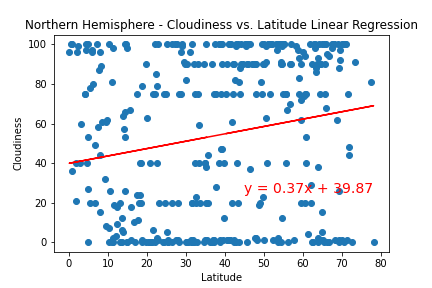 Northern Hemisphere - Cloudiness vs. Latitude Linear Regression
100
80
60
40
20
0
Cloudiness
y = 0.37x + 39.87
0 10 20 30 40 50 60 70 80
Latitude